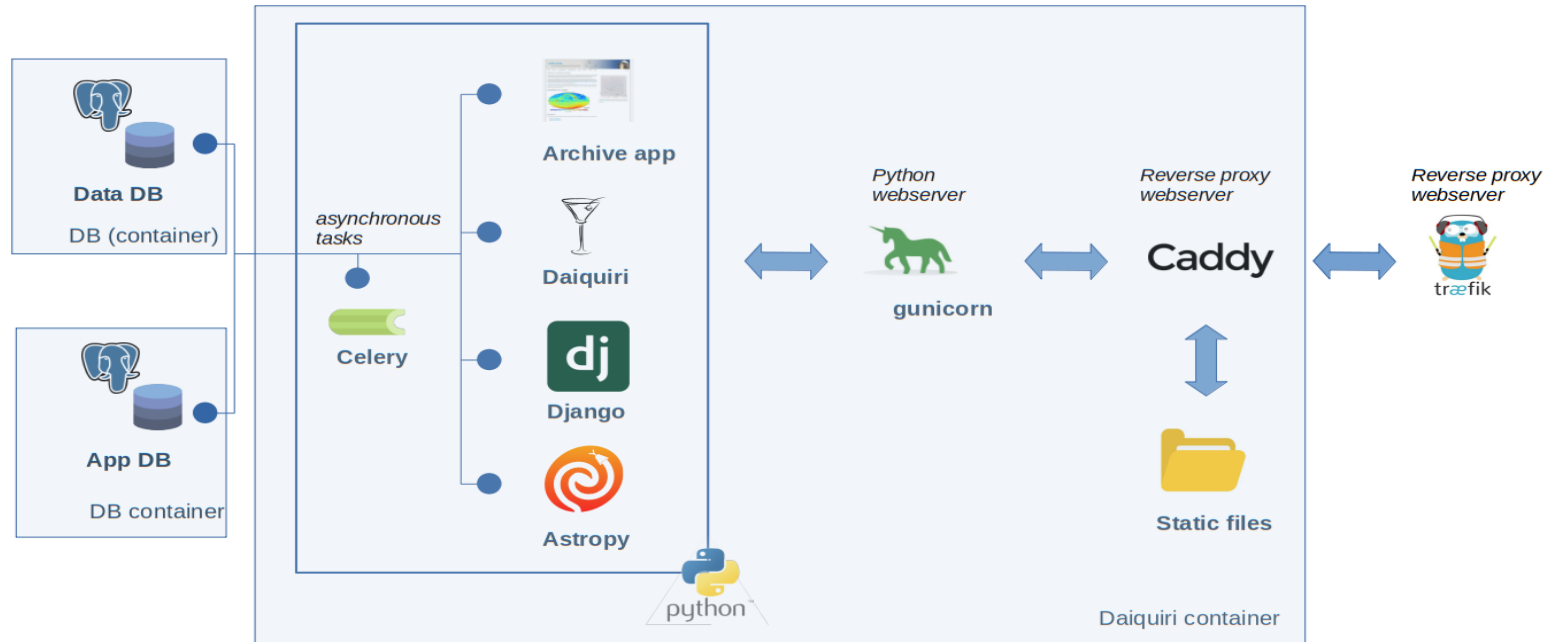 Data DB
DB (container)
App DB
DB container
asynchronous
tasks
Celery
Archive app
Daiquiri
dj
Django
Astropy
python™
Python
webserver
gunicorn
Reverse proxy
webserver
Caddy
Static files
Daiquiri container
Reverse proxy
webserver
træfik